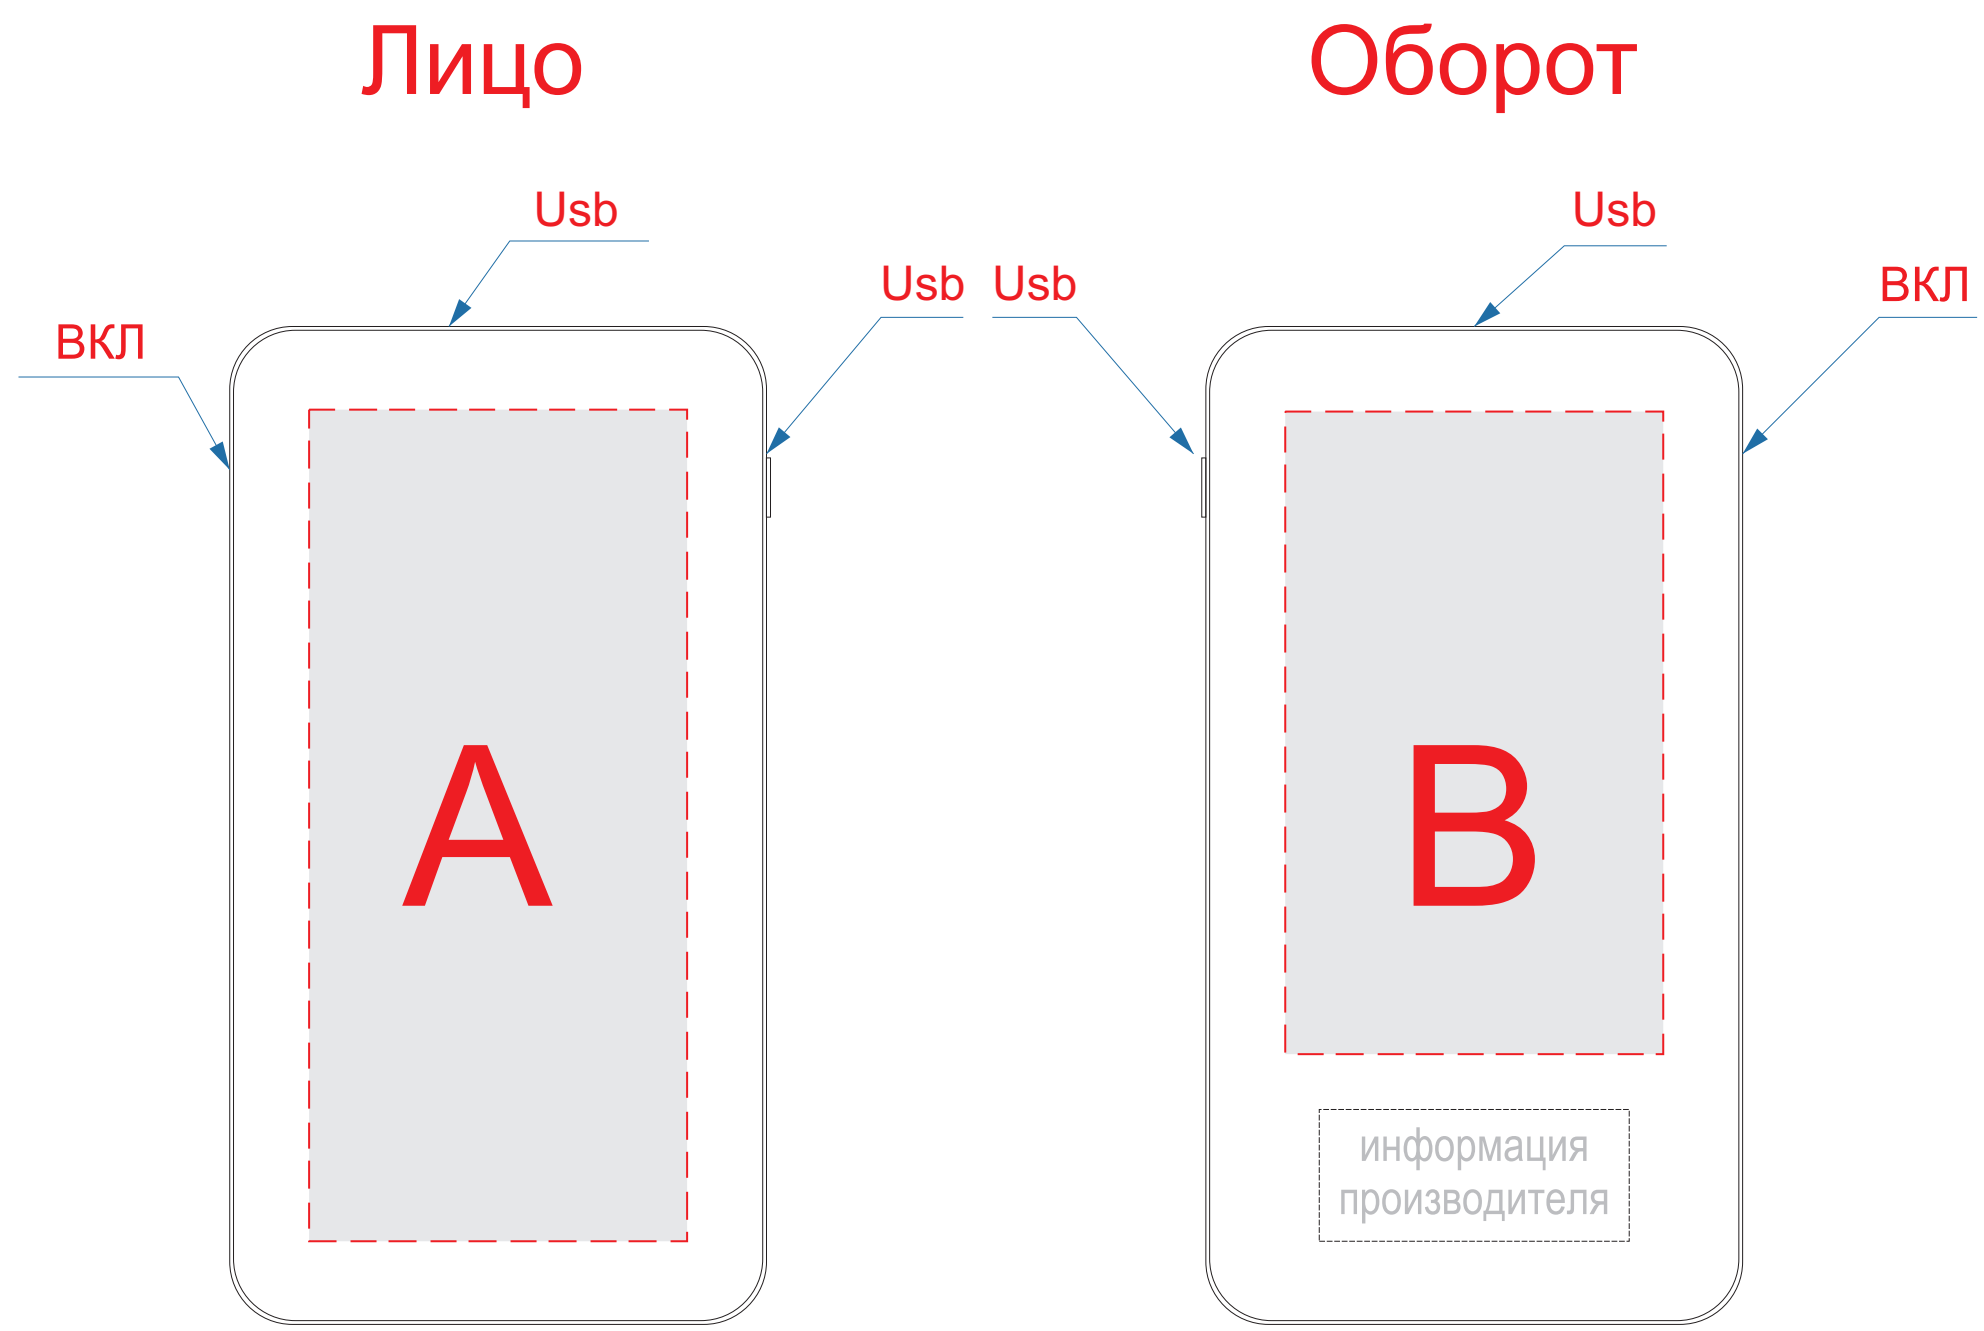 Лицо
Оборот
Usb
Usb
Usb
Usb
ВКЛ
ВКЛ
A
B
информация
производителя